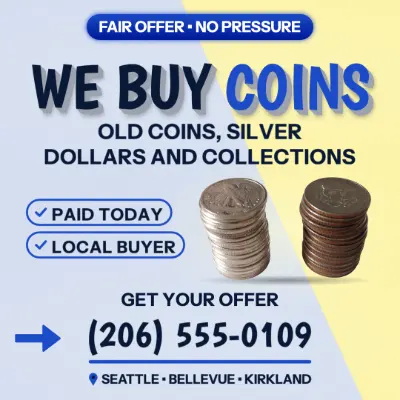 FAIR OFFER • NO PRESSURE
WE BUY COINS
OLD COINS, SILVER
DOLLARS AND COLLECTIONS
PAID TODAY
LOCAL BUYER
GET YOUR OFFER
(206) 555-0109
SEATTLE • BELLEVUE • KIRKLAND